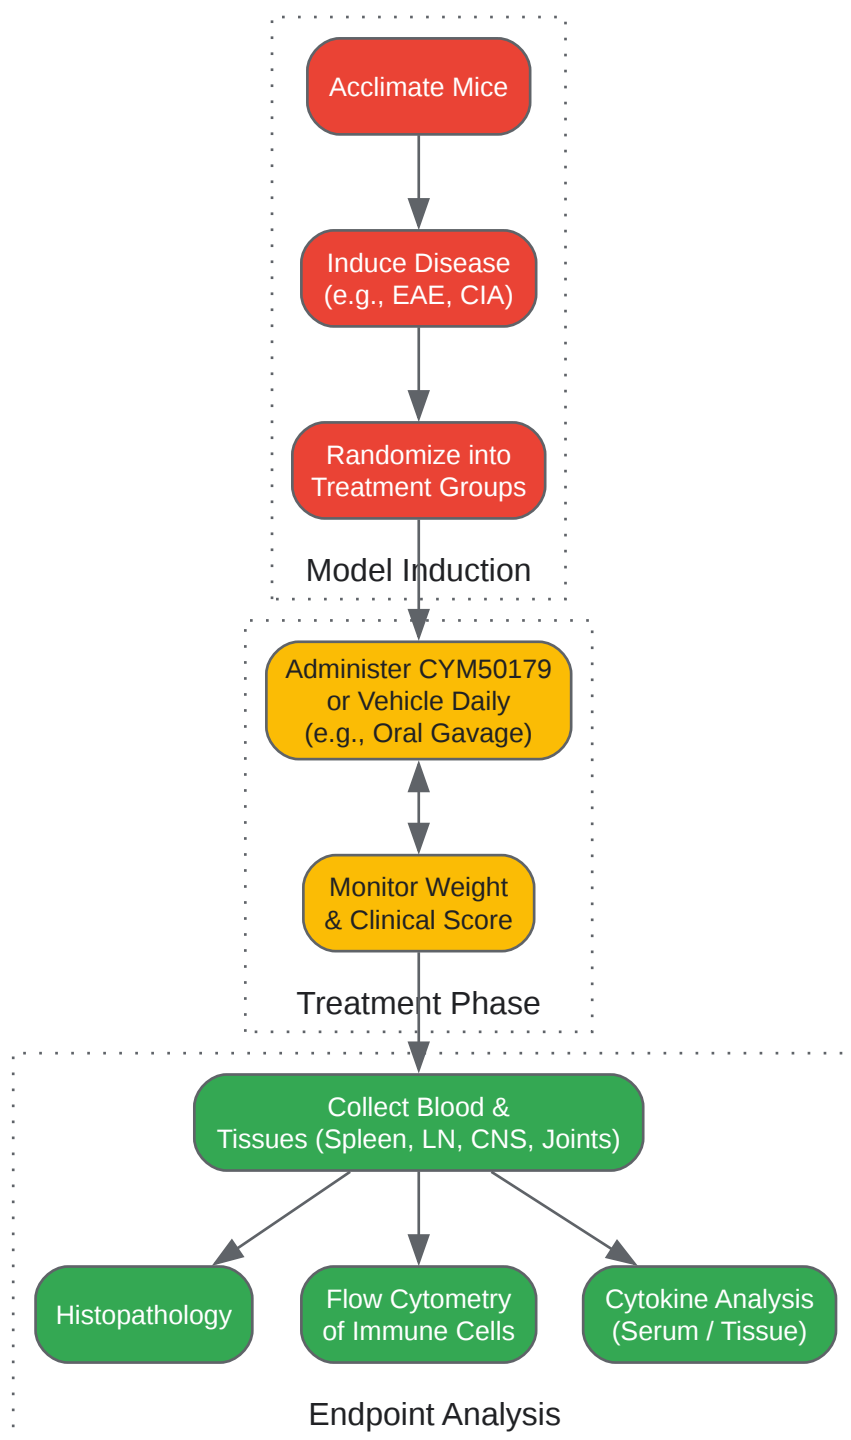 Acclimate Mice
Induce Disease
(e.g., EAE, CIA)
Randomize into
Treatment Groups
Model Induction
Administer CYM50179
or Vehicle Daily
(e.g., Oral Gavage)
Monitor Weight
& Clinical Score
Treatment Phase
Collect Blood &
Tissues (Spleen, LN, CNS, Joints)
Histopathology
Flow Cytometry
of Immune Cells
Cytokine Analysis
(Serum / Tissue)
Endpoint Analysis